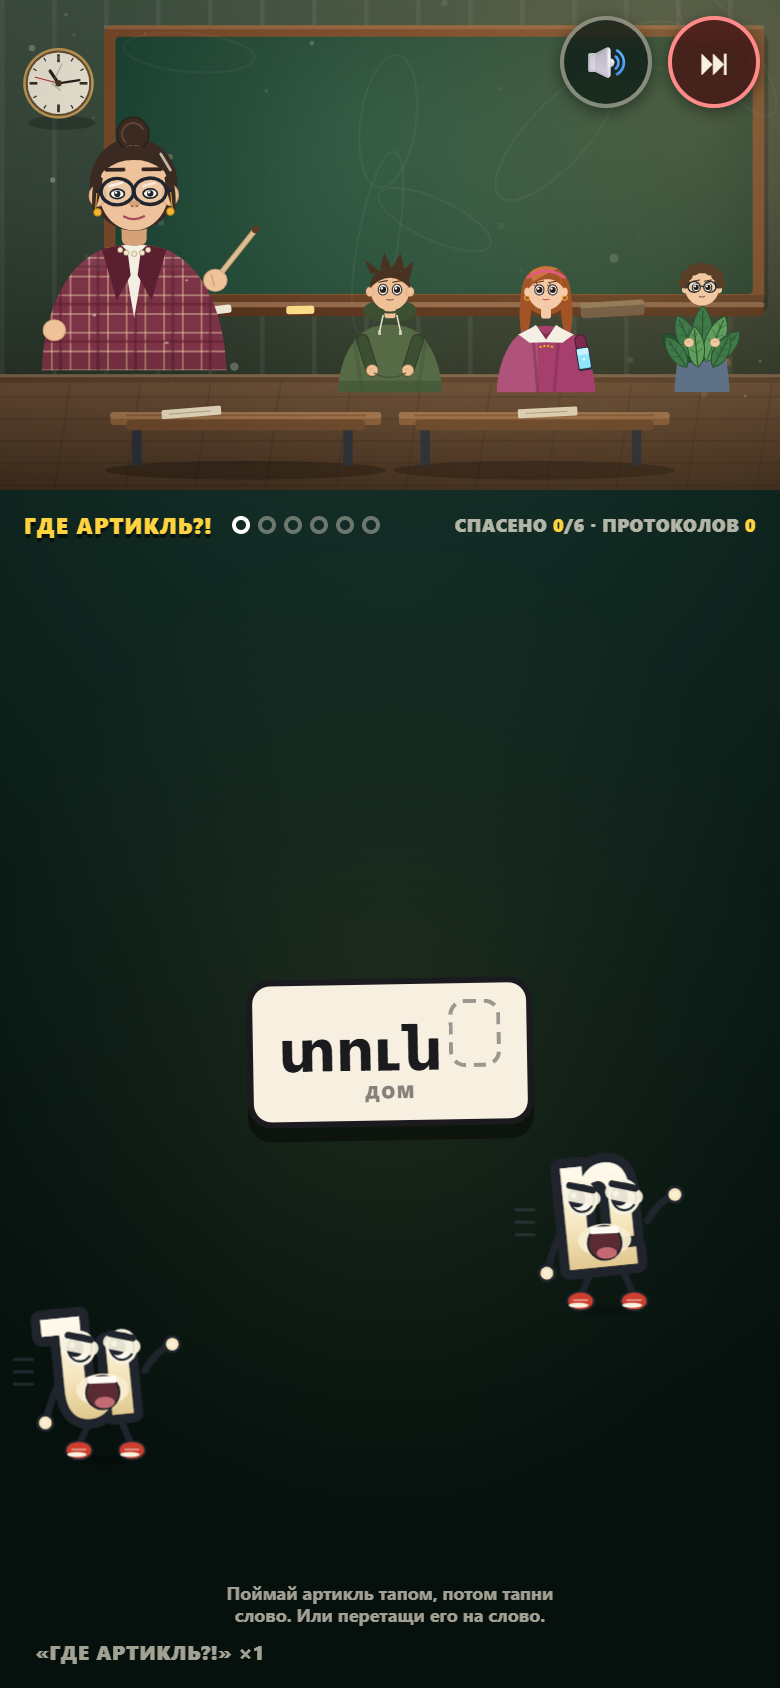 ГДЕ АРТИКЛЬ?!
СПАСЕНО 0/6 · ПРОТОКОЛОВ 0
տուն
дом
ը
ն
Поймай артикль тапом, потом тапни
слово. Или перетащи его на слово.
«ГДЕ АРТИКЛЬ?!» ×1